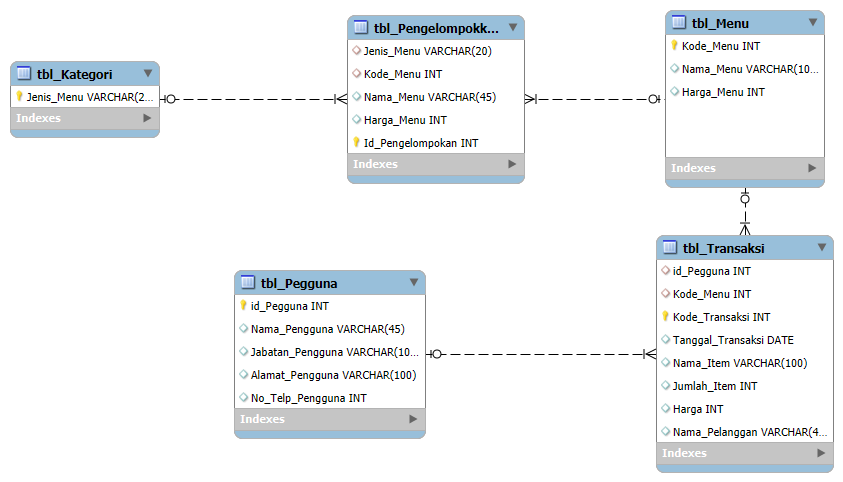 tbl_Kategori
Jenis_Menu VARCHAR(2...
Indexes
tbl_Pengelompokk...
Jenis_Menu VARCHAR(20)
Kode_Menu INT
Nama_Menu VARCHAR(45)
Harga_Menu INT
Id_Pengelompokan INT
Indexes
tbl_Menu
Kode_Menu INT
Nama_Menu VARCHAR(10...
Harga_Menu INT
Indexes
tbl_Pegguna
id_Pegguna INT
Nama_Pengguna VARCHAR(45)
Jabatan_Pengguna VARCHAR(10...
Alamat_Pengguna VARCHAR(100)
No_Telp_Pengguna INT
Indexes
tbl_Transaksi
id_Pegguna INT
Kode_Menu INT
Kode_Transaksi INT
Tanggal_Transaksi DATE
Nama_Item VARCHAR(100)
Jumlah_Item INT
Harga INT
Nama_Pelanggan VARCHAR(4...
Indexes